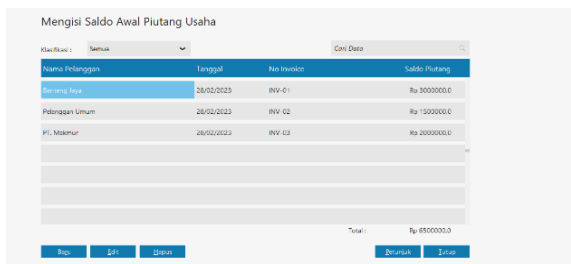 Mengisi Saldo Awal Piutang Usaha
Klasifikasi : Semua Cari Data
Nama Pelanggan Tanggal No Invoice Saldo Piutang
Benteng Jaya 28/02/2023 INV-01 Rp 3000000.0
Pelanggan Umum 28/02/2023 INV-02 Rp 1500000.0
PT. Makmur 28/02/2023 INV-03 Rp 2000000.0
Total : Rp 6500000.0
Baru Edit Hapus Petunjuk Tutup